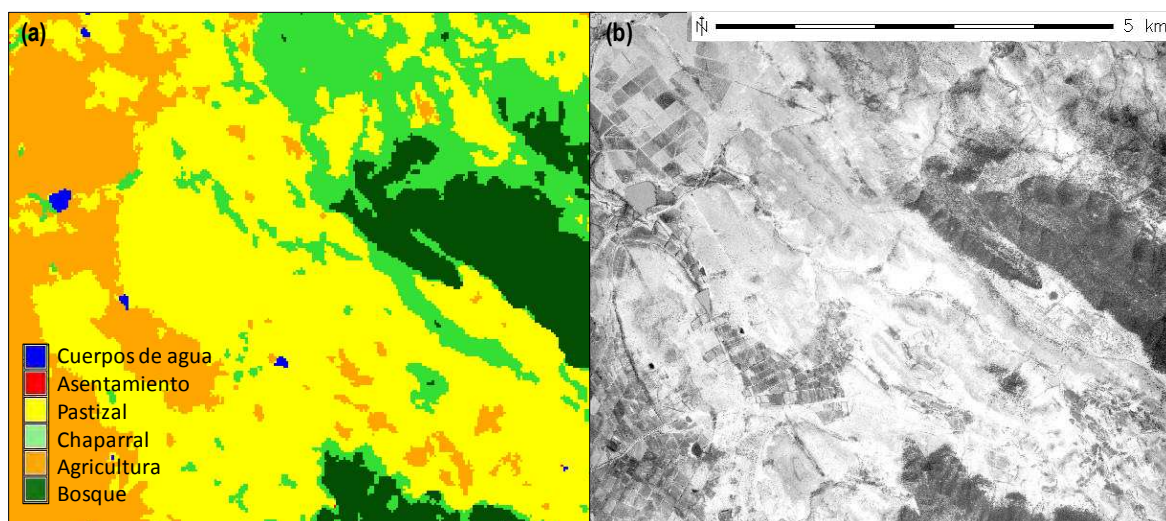 (a)
Cuerpos de agua
Asentamiento
Pastizal
Chaparral
Agricultura
Bosque
(b)
N
5 km